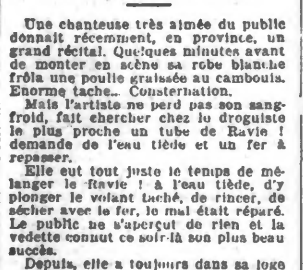 Une chanteuse très aimée du public
donnait récemment, en province, un
grand récital. Quelques minutes avant
de monter en scène sa robe blanche
frôla une poulie graissée au cambouis.
Enorme tache... Consternation.
Mais l'artiste ne perd pas son sang-
froid, fait chercher chez le droguiste
le plus proche un tube de Ravie !
demande de l'eau tiède et un fer à
repasser.
Elle eut tout juste le temps de mé-
langer le Ravie ! à l'eau tiède, d'y
plonger le volant taché, de rincer, de
sécher avec le fer, le mal était réparé.
Le public ne s'aperçut de rien et la
vedette connut ce soir-là son plus beau
succès.
Depuis, elle a toujours dans sa loge